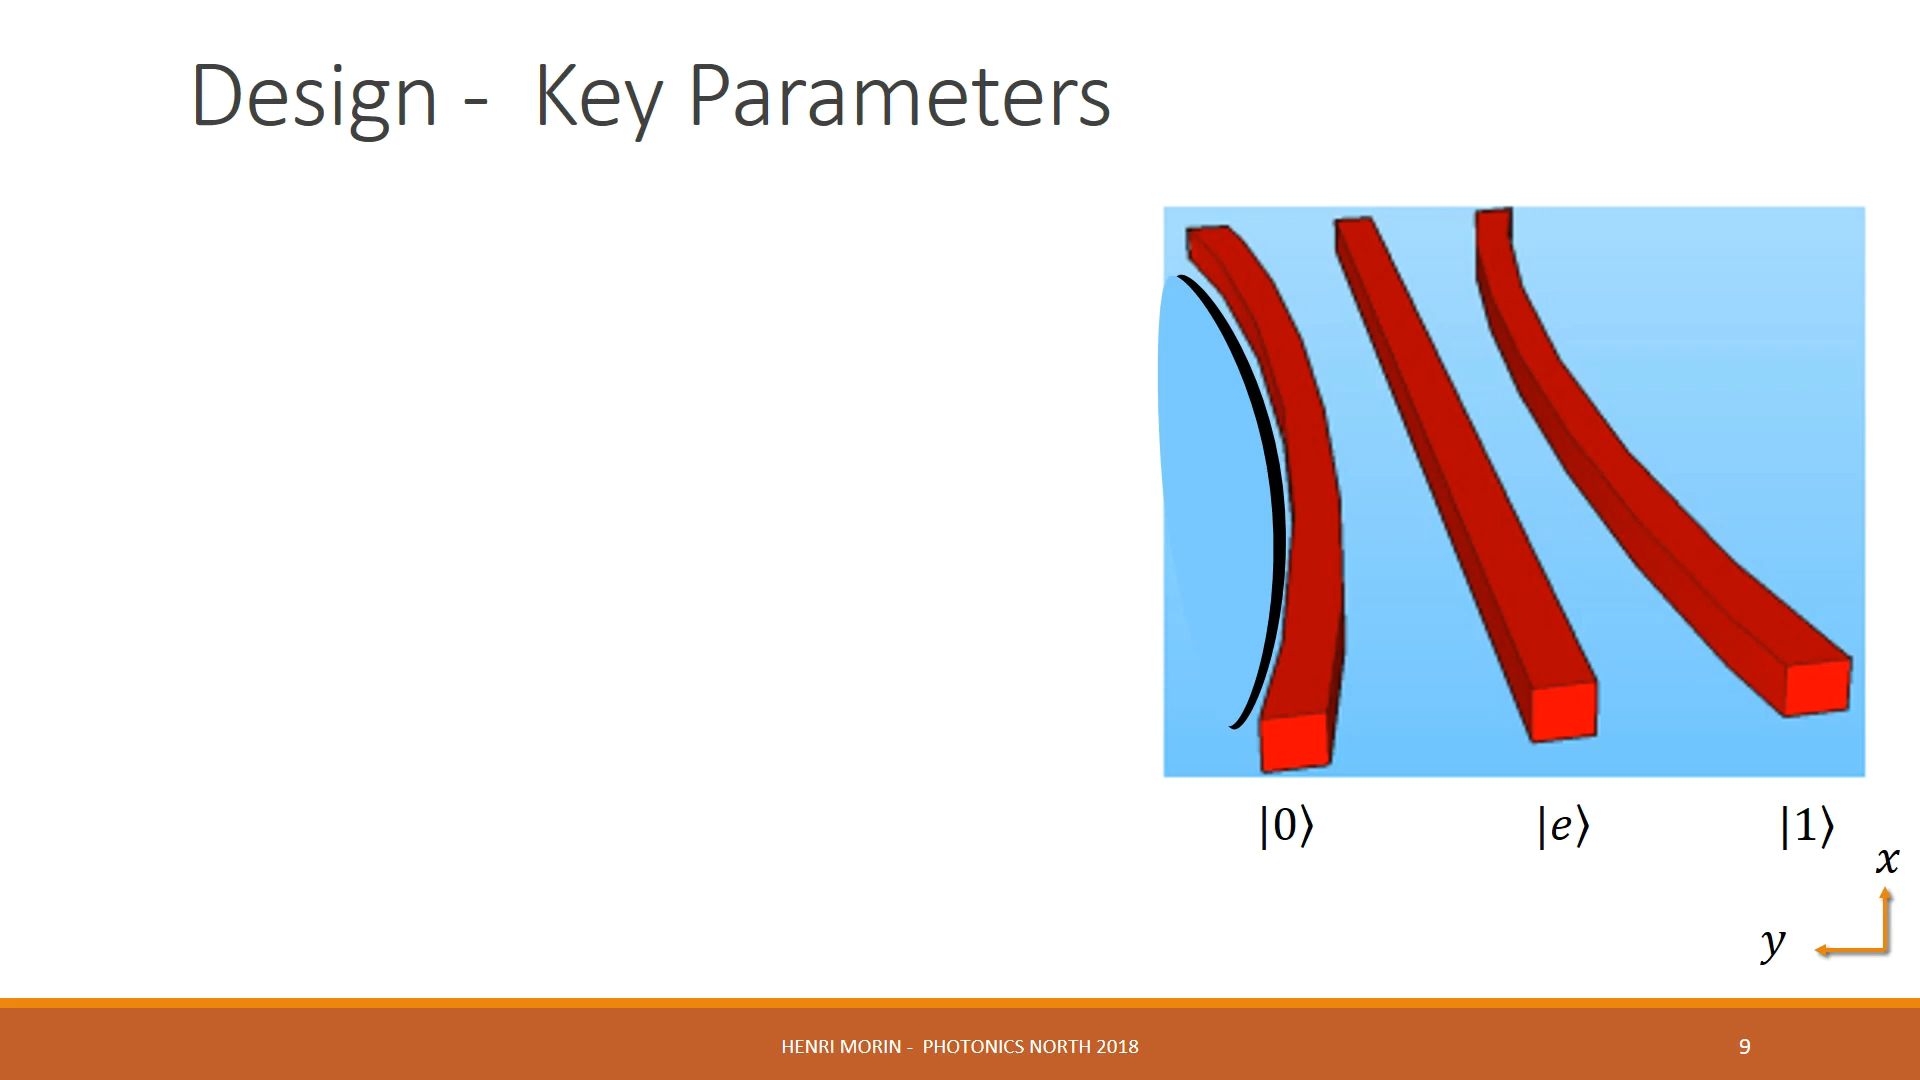 Design -  Key Parameters
|0⟩ |e⟩ |1⟩
x
y
HENRI MORIN -  PHOTONICS NORTH 2018
9